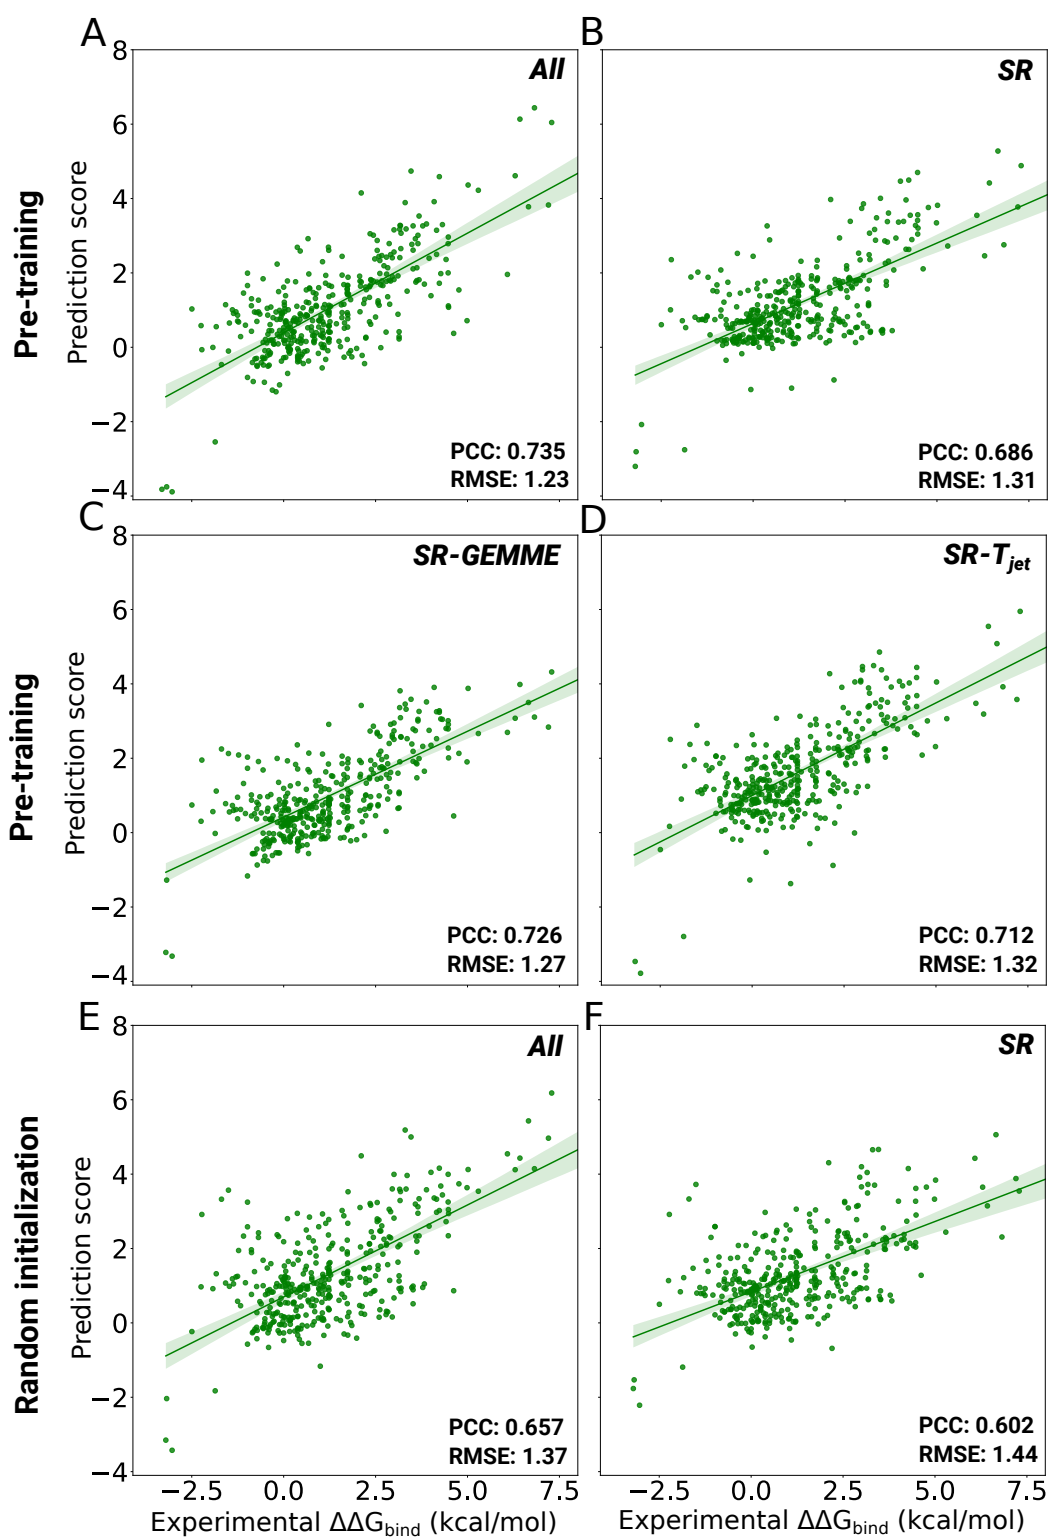 A
B
8
6
4
2
0
−2
−4
All
SR
Pre-training
Prediction score
PCC: 0.735
RMSE: 1.23
PCC: 0.686
RMSE: 1.31
C
D
8
6
4
2
0
−2
−4
SR-GEMME
SR-Tjet
Pre-training
Prediction score
PCC: 0.726
RMSE: 1.27
PCC: 0.712
RMSE: 1.32
E
F
8
6
4
2
0
−2
−4
All
SR
Random initialization
Prediction score
PCC: 0.657
RMSE: 1.37
PCC: 0.602
RMSE: 1.44
−2.5 0.0 2.5 5.0 7.5
−2.5 0.0 2.5 5.0 7.5
Experimental ΔΔGbind (kcal/mol)
Experimental ΔΔGbind (kcal/mol)